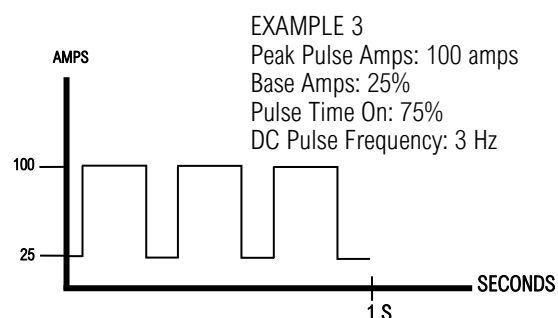 EXAMPLE 3
Peak Pulse Amps: 100 amps
Base Amps: 25%
Pulse Time On: 75%
DC Pulse Frequency: 3 Hz
AMPS
100
25
SECONDS
1 S